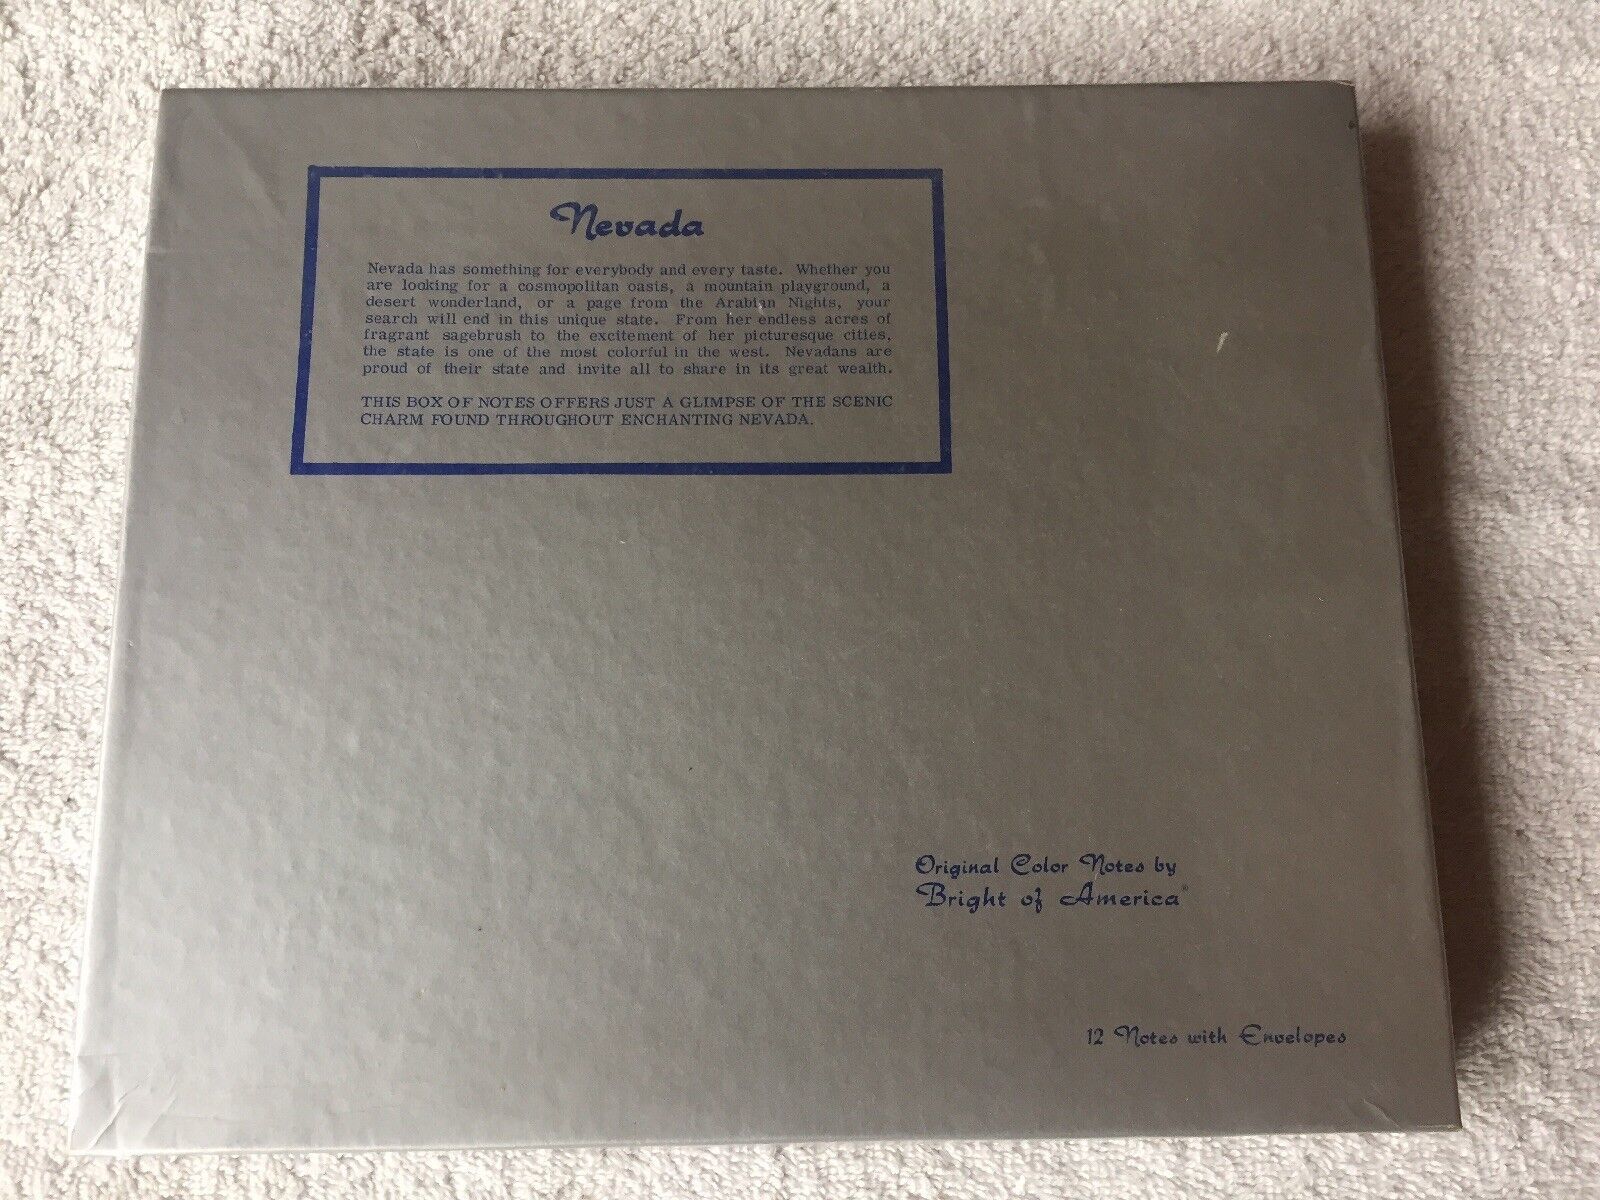 Nevada
Nevada has something for everybody and every taste. Whether you
are looking for a cosmopolitan oasis, a mountain playground, a
desert wonderland, or a page from the Arabian Nights, your
search will end in this unique state. From her endless acres of
fragrant sagebrush to the excitement of her picturesque cities,
the state is one of the most colorful in the west. Nevadans are
proud of their state and invite all to share in its great wealth.
THIS BOX OF NOTES OFFERS JUST A GLIMPSE OF THE SCENIC
CHARM FOUND THROUGHOUT ENCHANTING NEVADA.
Original Color Notes by
Bright of America®
12 Notes with Envelopes